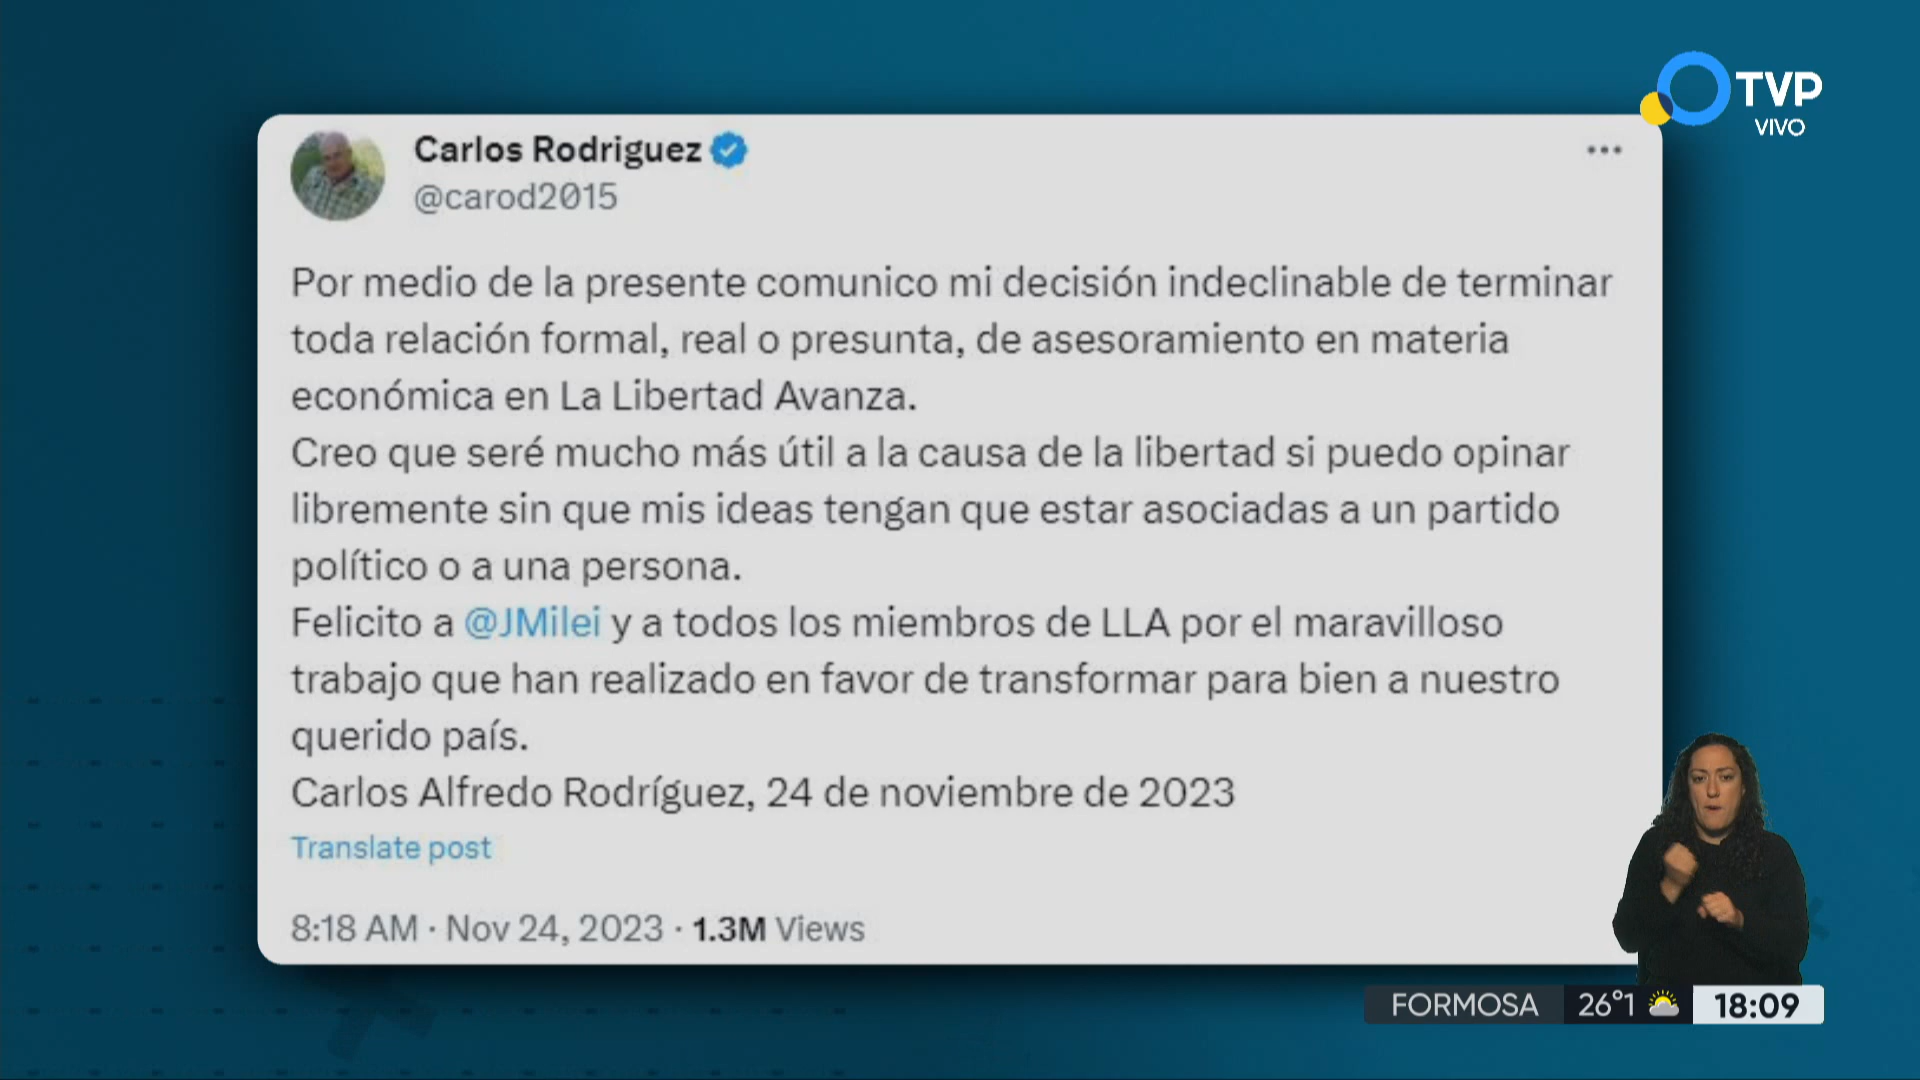 TVP
VIVO
Carlos Rodriguez
@carod2015
Por medio de la presente comunico mi decisión indeclinable de terminar
toda relación formal, real o presunta, de asesoramiento en materia
económica en La Libertad Avanza.
Creo que seré mucho más útil a la causa de la libertad si puedo opinar
libremente sin que mis ideas tengan que estar asociadas a un partido
político o a una persona.
Felicito a @JMilei y a todos los miembros de LLA por el maravilloso
trabajo que han realizado en favor de transformar para bien a nuestro
querido país.
Carlos Alfredo Rodríguez, 24 de noviembre de 2023
Translate post
8:18 AM · Nov 24, 2023 · 1.3M Views
FORMOSA 26°1 18:09